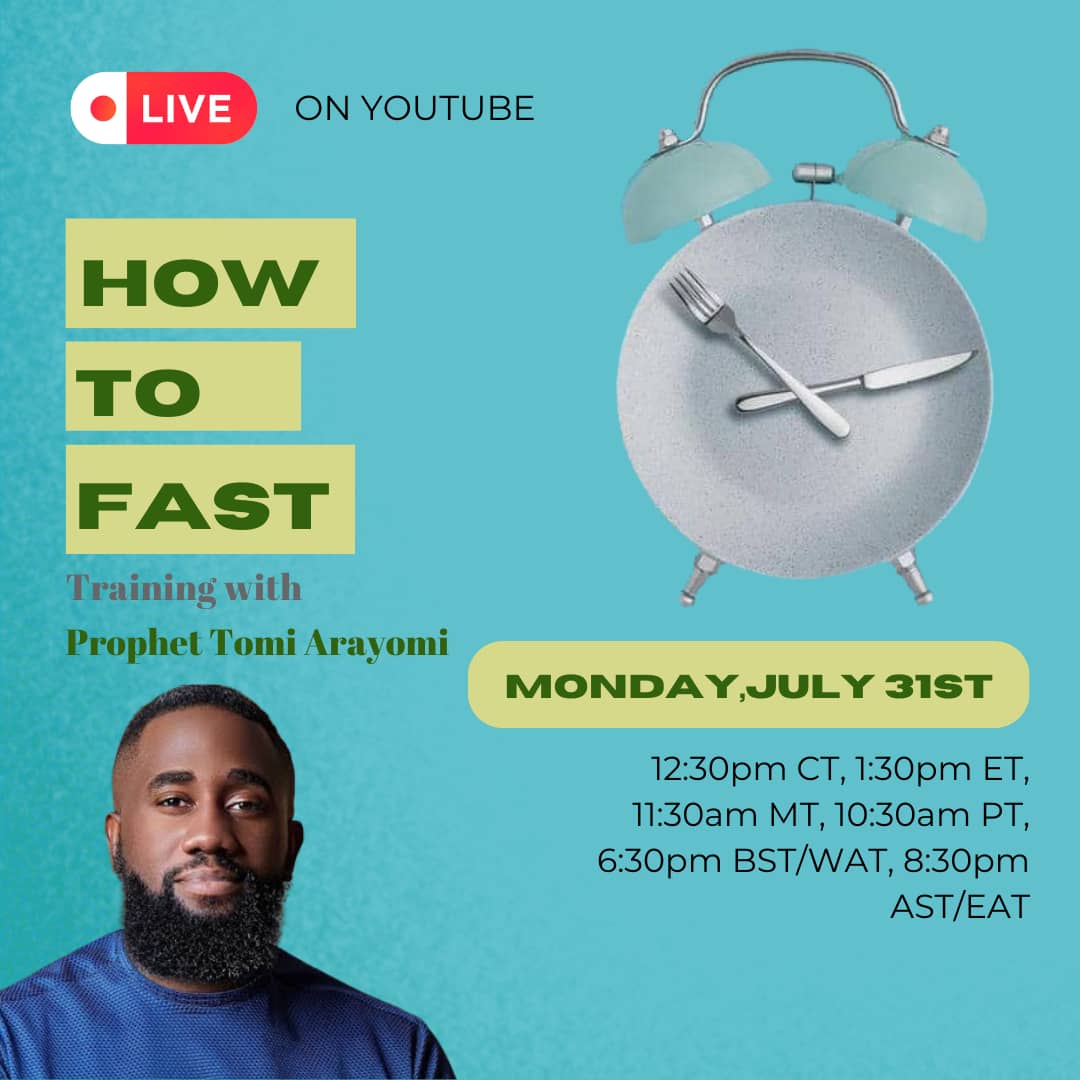 LIVE ON YOUTUBE
HOW
TO
FAST
Training with
Prophet Tomi Arayomi
MONDAY,JULY 31ST
12:30pm CT, 1:30pm ET,
11:30am MT, 10:30am PT,
6:30pm BST/WAT, 8:30pm
AST/EAT